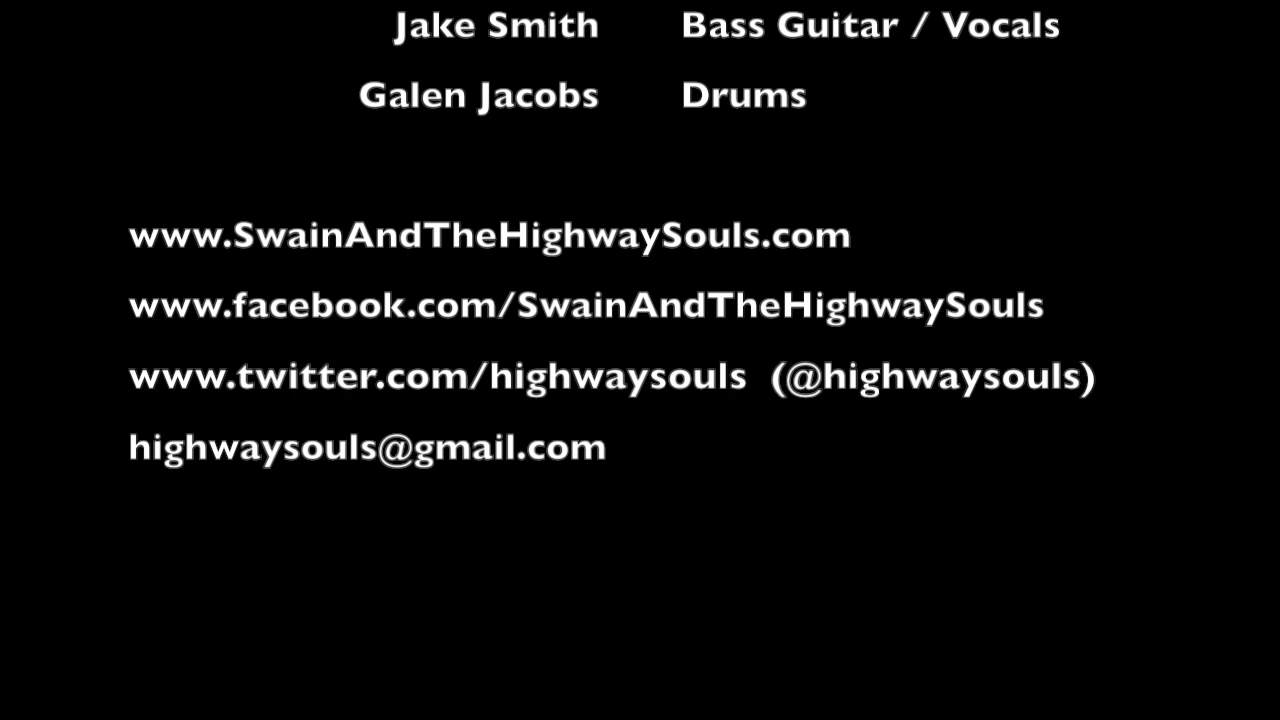 Jake Smith Bass Guitar / Vocals
Galen Jacobs Drums
www.SwainAndTheHighwaySouls.com
www.facebook.com/SwainAndTheHighwaySouls
www.twitter.com/highwaysouls (@highwaysouls)
highwaysouls@gmail.com